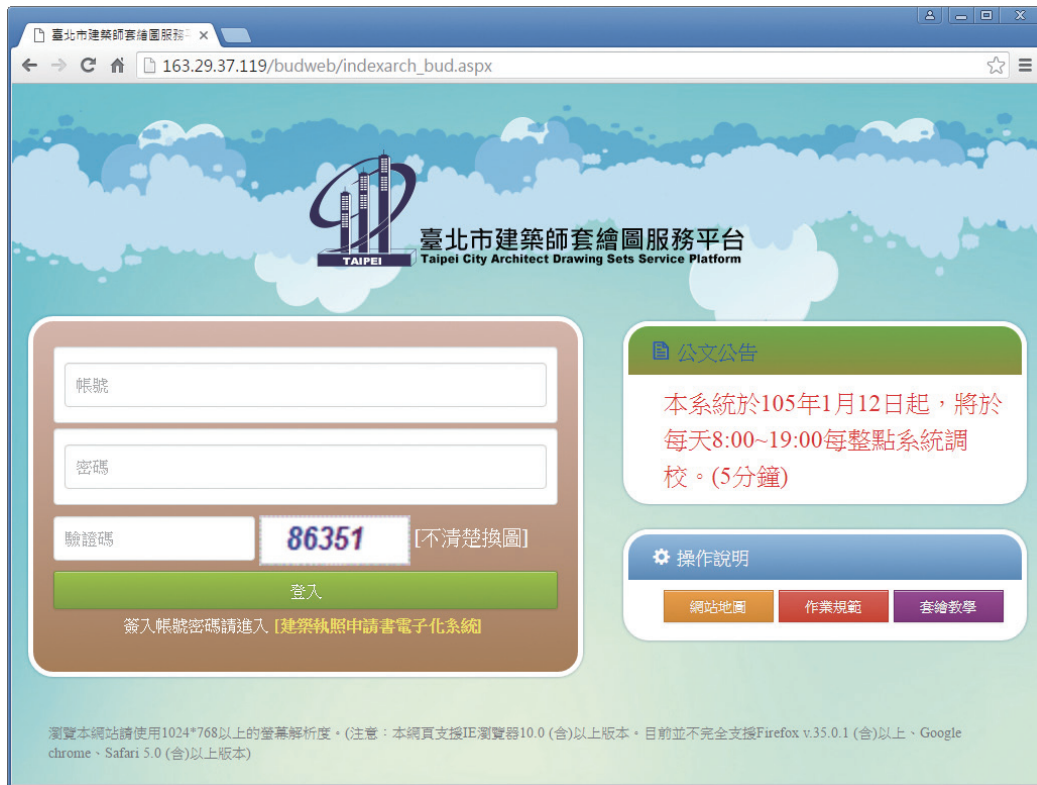 臺北市建築師套繪圖服務平
163.29.37.119/budweb/indexarch_bud.aspx
TAIPEI
臺北市建築師套繪圖服務平台
Taipei City Architect Drawing Sets Service Platform
帳號
密碼
驗證碼
86351
[不清楚換圖]
登入
簽入帳號密碼請進入 [建築執照申請書電子化系統]
公文公告
本系統於105年1月12日起，將於
每天8:00~19:00每整點系統調
校。(5分鐘)
操作說明
網站地圖
作業規範
套繪教學
瀏覽本網站請使用1024*768以上的螢幕解析度。(注意：本網頁支援IE瀏覽器10.0 (含)以上版本。目前並不完全支援Firefox v.35.0.1 (含)以上、Google
chrome、Safari 5.0 (含)以上版本)